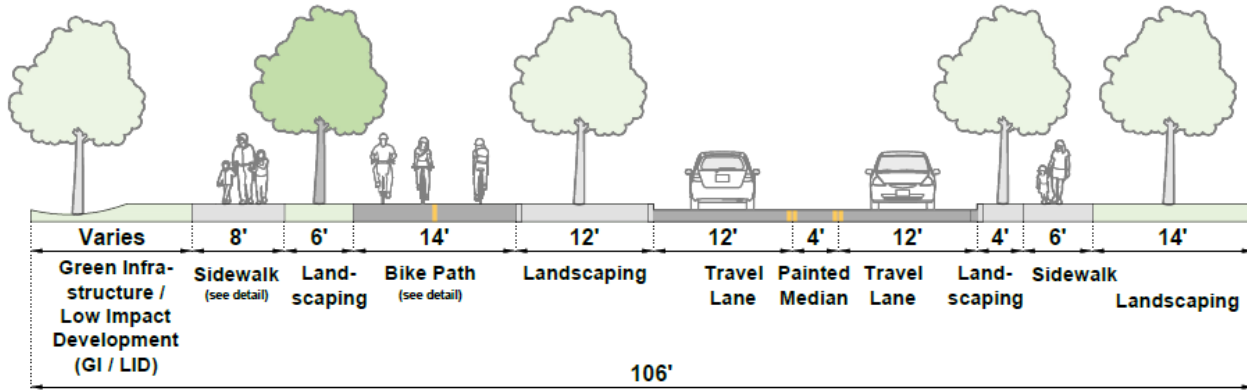 Varies
8'
6'
14'
12'
12'
4'
12'
4'
6'
14'
Green Infra-
structure /
Low Impact
Development
(GI / LID)
Sidewalk
(see detail)
Land-
scaping
Bike Path
(see detail)
Landscaping
Travel
Lane
Painted
Median
Travel
Lane
Land-
scaping
Sidewalk
Landscaping
106'